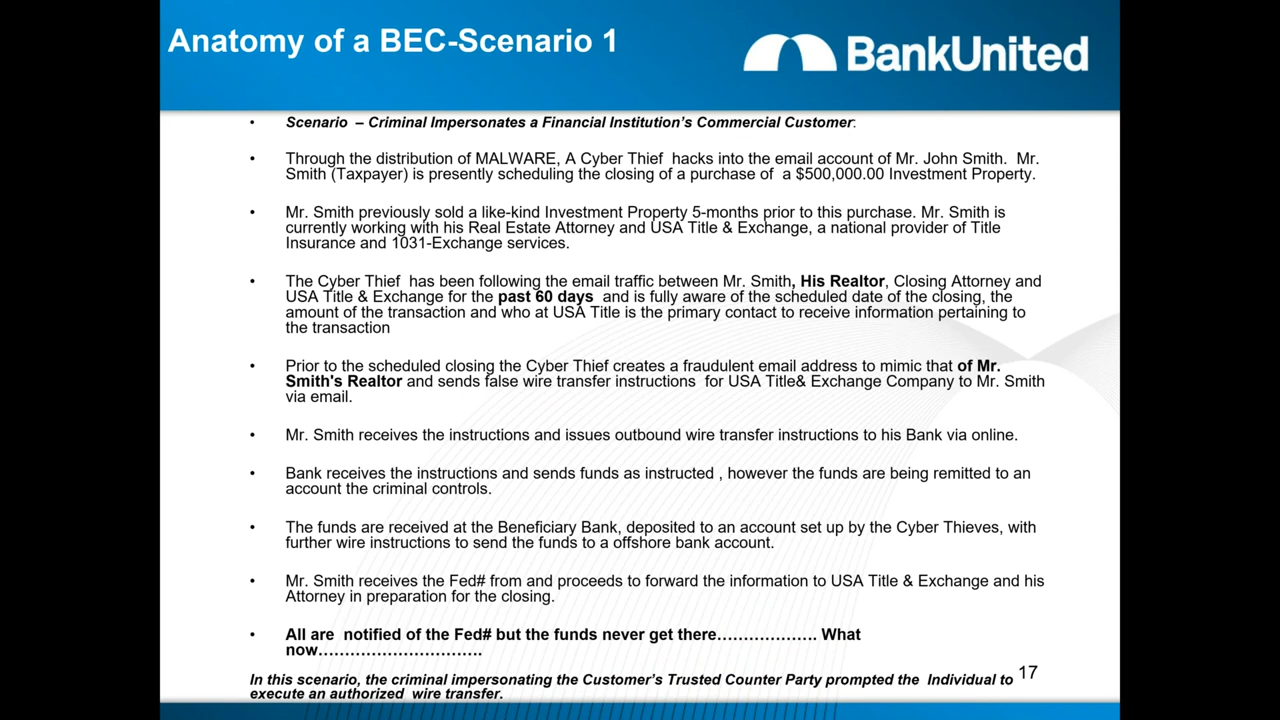 Anatomy of a BEC-Scenario 1
BankUnited
• Scenario – Criminal Impersonates a Financial Institution's Commercial Customer:
• Through the distribution of MALWARE, A Cyber Thief hacks into the email account of Mr. John Smith. Mr.
Smith (Taxpayer) is presently scheduling the closing of a purchase of a $500,000.00 Investment Property.
• Mr. Smith previously sold a like-kind Investment Property 5-months prior to this purchase. Mr. Smith is
currently working with his Real Estate Attorney and USA Title & Exchange, a national provider of Title
Insurance and 1031-Exchange services.
• The Cyber Thief has been following the email traffic between Mr. Smith, His Realtor, Closing Attorney and
USA Title & Exchange for the past 60 days and is fully aware of the scheduled date of the closing, the
amount of the transaction and who at USA Title is the primary contact to receive information pertaining to
the transaction
• Prior to the scheduled closing the Cyber Thief creates a fraudulent email address to mimic that of Mr.
Smith's Realtor and sends false wire transfer instructions for USA Title& Exchange Company to Mr. Smith
via email.
• Mr. Smith receives the instructions and issues outbound wire transfer instructions to his Bank via online.
• Bank receives the instructions and sends funds as instructed , however the funds are being remitted to an
account the criminal controls.
• The funds are received at the Beneficiary Bank, deposited to an account set up by the Cyber Thieves, with
further wire instructions to send the funds to a offshore bank account.
• Mr. Smith receives the Fed# from and proceeds to forward the information to USA Title & Exchange and his
Attorney in preparation for the closing.
• All are notified of the Fed# but the funds never get there………………. What
now………………………….
In this scenario, the criminal impersonating the Customer's Trusted Counter Party prompted the Individual to
execute an authorized wire transfer.
17